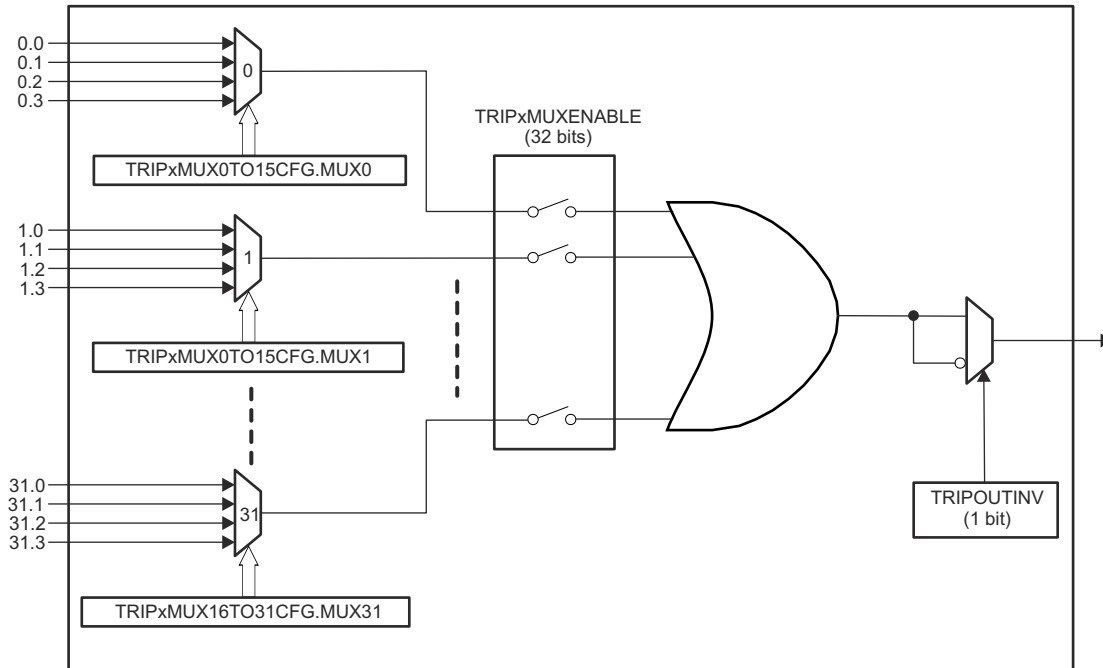 0.0
0.1
0.2
0.3
0
TRIPxMUX0TO15CFG.MUX0
TRIPxMUXENABLE
(32 bits)
1.0
1.1
1.2
1.3
1
TRIPxMUX0TO15CFG.MUX1
31.0
31.1
31.2
31.3
31
TRIPxMUX16TO31CFG.MUX31
TRIPOUTINV
(1 bit)